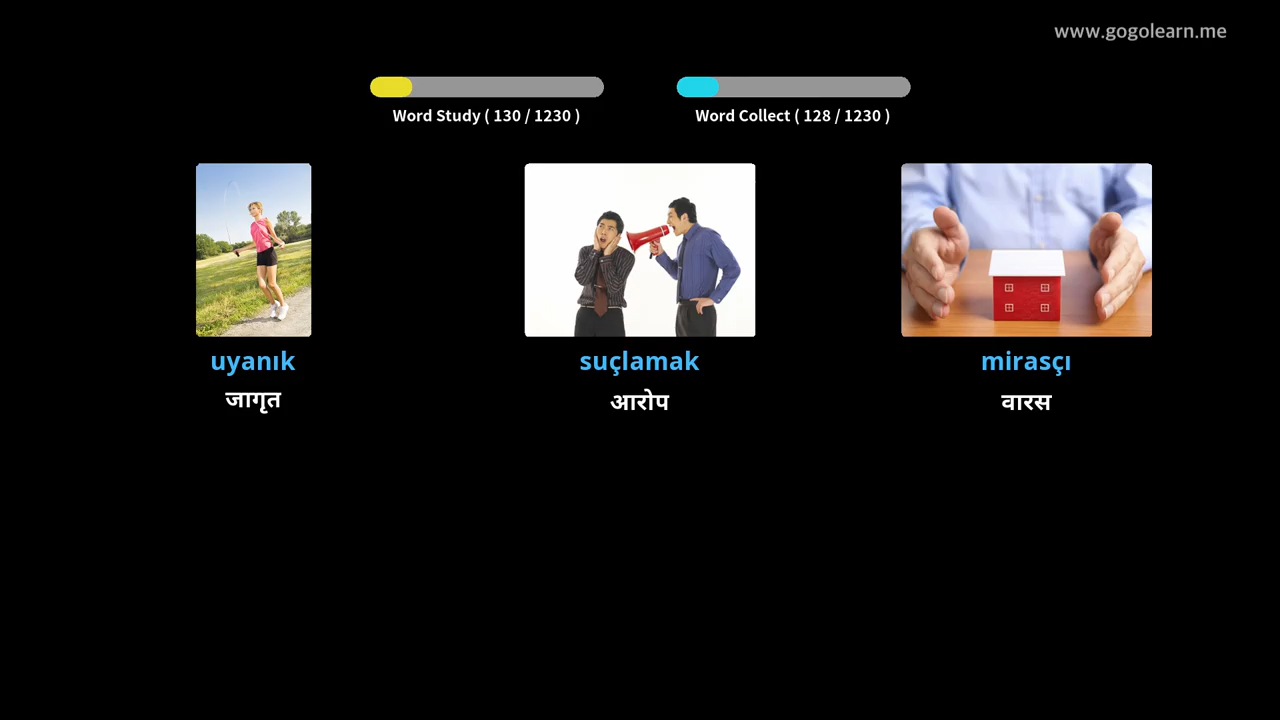 www.gogolearn.me
Word Study ( 130 / 1230 )
Word Collect ( 128 / 1230 )
uyanık
suçlamak
mirasçı
जागृत
आरोप
वारस